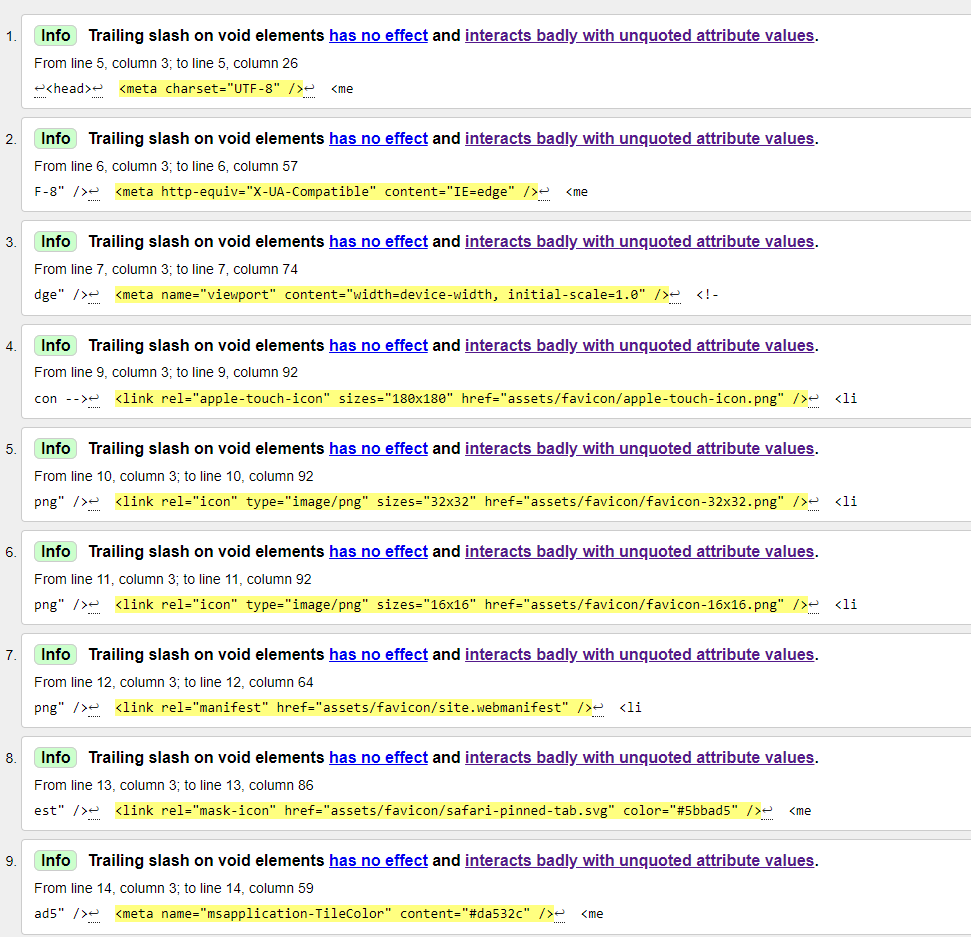 1. Info Trailing slash on void elements has no effect and interacts badly with unquoted attribute values.
From line 5, column 3; to line 5, column 26
↩<head>↩ <meta charset="UTF-8" />↩ <me
2. Info Trailing slash on void elements has no effect and interacts badly with unquoted attribute values.
From line 6, column 3; to line 6, column 57
F-8" />↩ <meta http-equiv="X-UA-Compatible" content="IE=edge" />↩ <me
3. Info Trailing slash on void elements has no effect and interacts badly with unquoted attribute values.
From line 7, column 3; to line 7, column 74
dge" />↩ <meta name="viewport" content="width=device-width, initial-scale=1.0" />↩ <!-
4. Info Trailing slash on void elements has no effect and interacts badly with unquoted attribute values.
From line 9, column 3; to line 9, column 92
con -->↩ <link rel="apple-touch-icon" sizes="180x180" href="assets/favicon/apple-touch-icon.png" />↩ <li
5. Info Trailing slash on void elements has no effect and interacts badly with unquoted attribute values.
From line 10, column 3; to line 10, column 92
png" />↩ <link rel="icon" type="image/png" sizes="32x32" href="assets/favicon/favicon-32x32.png" />↩ <li
6. Info Trailing slash on void elements has no effect and interacts badly with unquoted attribute values.
From line 11, column 3; to line 11, column 92
png" />↩ <link rel="icon" type="image/png" sizes="16x16" href="assets/favicon/favicon-16x16.png" />↩ <li
7. Info Trailing slash on void elements has no effect and interacts badly with unquoted attribute values.
From line 12, column 3; to line 12, column 64
png" />↩ <link rel="manifest" href="assets/favicon/site.webmanifest" />↩ <li
8. Info Trailing slash on void elements has no effect and interacts badly with unquoted attribute values.
From line 13, column 3; to line 13, column 86
est" />↩ <link rel="mask-icon" href="assets/favicon/safari-pinned-tab.svg" color="#5bbad5" />↩ <me
9. Info Trailing slash on void elements has no effect and interacts badly with unquoted attribute values.
From line 14, column 3; to line 14, column 59
ad5" />↩ <meta name="msapplication-TileColor" content="#da532c" />↩ <me